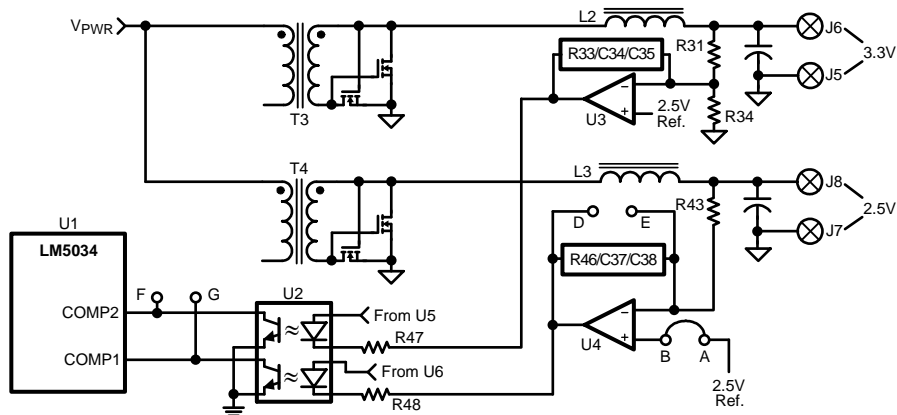 VPWR
T3
L2
R33/C34/C35
R31
J6
3.3V
J5
−
+
U3
2.5V
Ref.
R34
T4
L3
R43
J8
2.5V
J7
D
E
R46/C37/C38
U1
LM5034
COMP2
COMP1
F
G
U2
≈
≈
From U5
R47
From U6
R48
−
+
U4
B
A
2.5V
Ref.